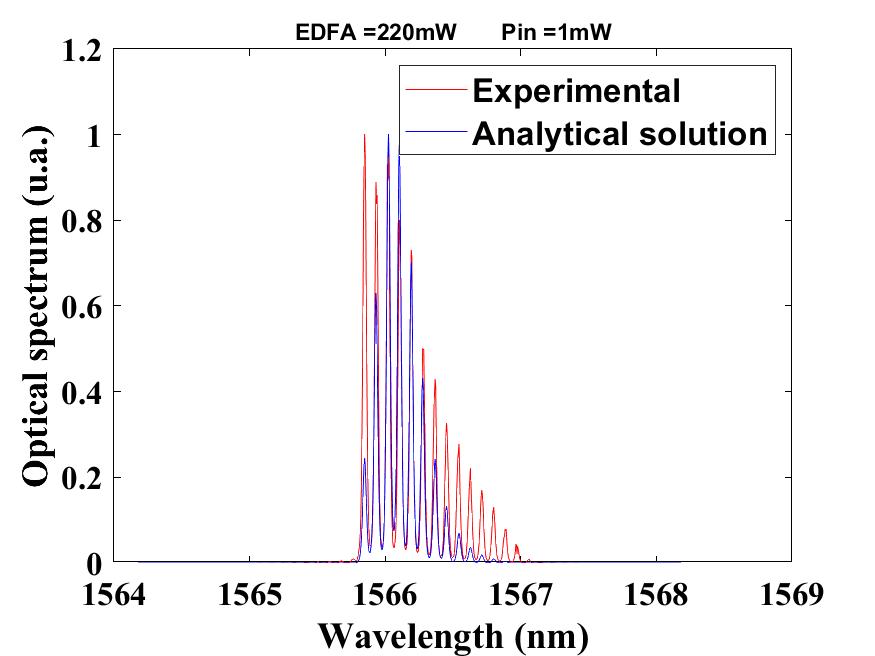 EDFA =220mW Pin =1mW
1.2
Experimental
Analytical solution
1
0.8
0.6
0.4
0.2
0
Optical spectrum (u.a.)
1564 1565 1566 1567 1568 1569
Wavelength (nm)